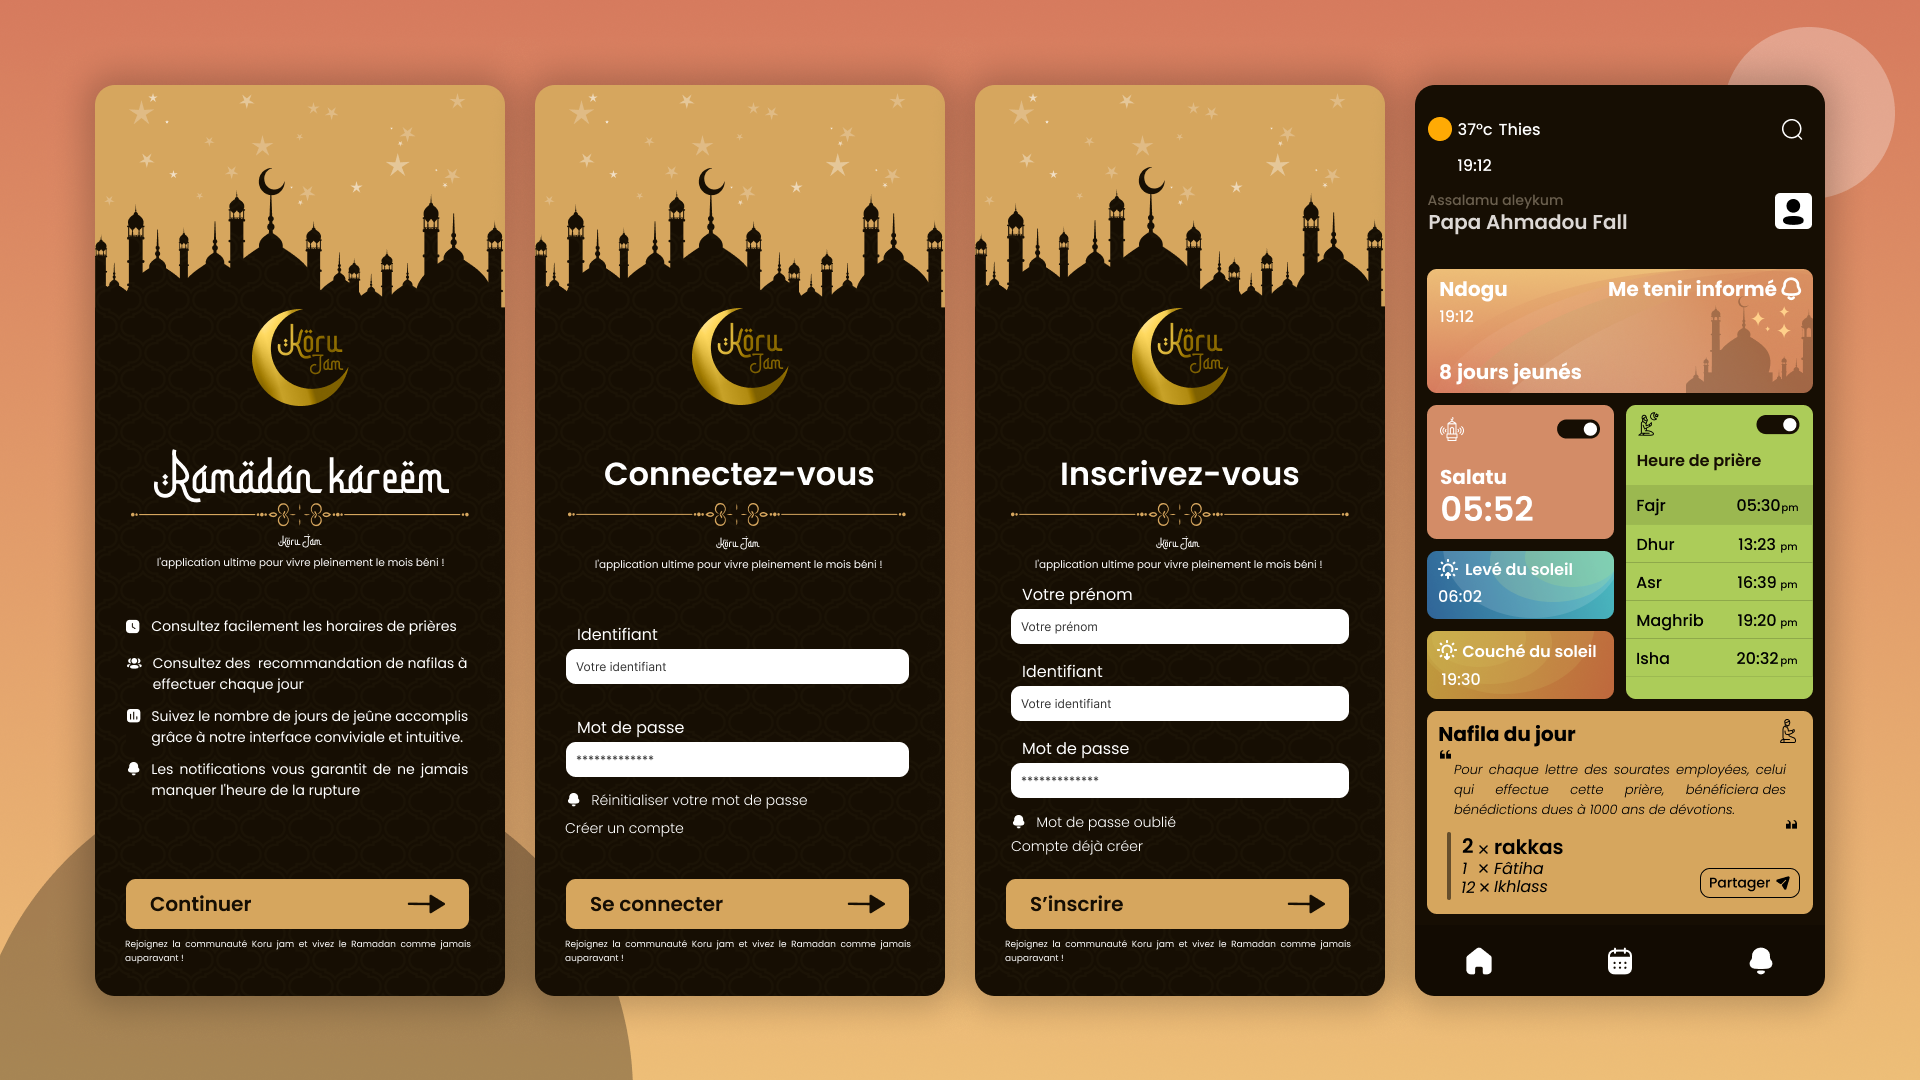 Köru
Jam
Ramädän käreëm
Köru Jam
l'application ultime pour vivre pleinement le mois béni !
Consultez facilement les horaires de prières
Consultez des recommandation de nafilas à
effectuer chaque jour
Suivez le nombre de jours de jeûne accomplis
grâce à notre interface conviviale et intuitive.
Les notifications vous garantit de ne jamais
manquer l'heure de la rupture
Continuer
Rejoignez la communauté Koru jam et vivez le Ramadan comme jamais
auparavant !
Köru
Jam
Connectez-vous
Köru Jam
l'application ultime pour vivre pleinement le mois béni !
Identifiant
Votre identifiant
Mot de passe
*************
Réinitialiser votre mot de passe
Créer un compte
Se connecter
Rejoignez la communauté Koru jam et vivez le Ramadan comme jamais
auparavant !
Köru
Jam
Inscrivez-vous
Köru Jam
l'application ultime pour vivre pleinement le mois béni !
Votre prénom
Votre prénom
Identifiant
Votre identifiant
Mot de passe
*************
Mot de passe oublié
Compte déjà créer
S'inscrire
Rejoignez la communauté Koru jam et vivez le Ramadan comme jamais
auparavant !
37°c Thies
19:12
Assalamu aleykum
Papa Ahmadou Fall
Ndogu
Me tenir informé
19:12
8 jours jeunés
Salatu
05:52
Levé du soleil
06:02
Couché du soleil
19:30
Heure de prière
Fajr 05:30pm
Dhur 13:23 pm
Asr 16:39 pm
Maghrib 19:20 pm
Isha 20:32pm
Nafila du jour
❝
Pour chaque lettre des sourates employées, celui
qui effectue cette prière, bénéficiera des
bénédictions dues à 1000 ans de dévotions.
❞
2 × rakkas
1 × Fâtiha
12 × Ikhlass
Partager